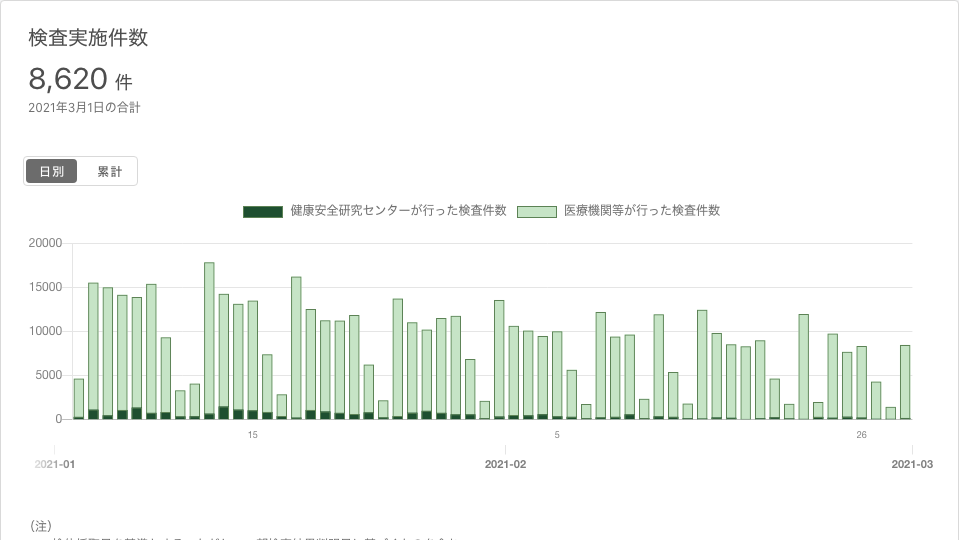 検査実施件数
8,620 件
2021年3月1日の合計
日別 累計
健康安全研究センターが行った検査件数 医療機関等が行った検査件数
20000
15000
10000
5000
0
15 5 26
2021-01 2021-02 2021-03
（注）